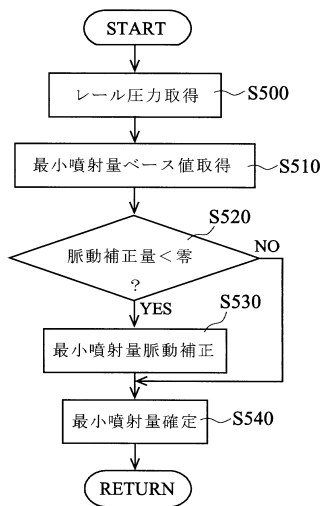 START
レール圧力取得
S500
最小噴射量ベース値取得
S510
S520
脈動補正量<零
?
NO
YES
S530
最小噴射量脈動補正
最小噴射量確定
S540
RETURN